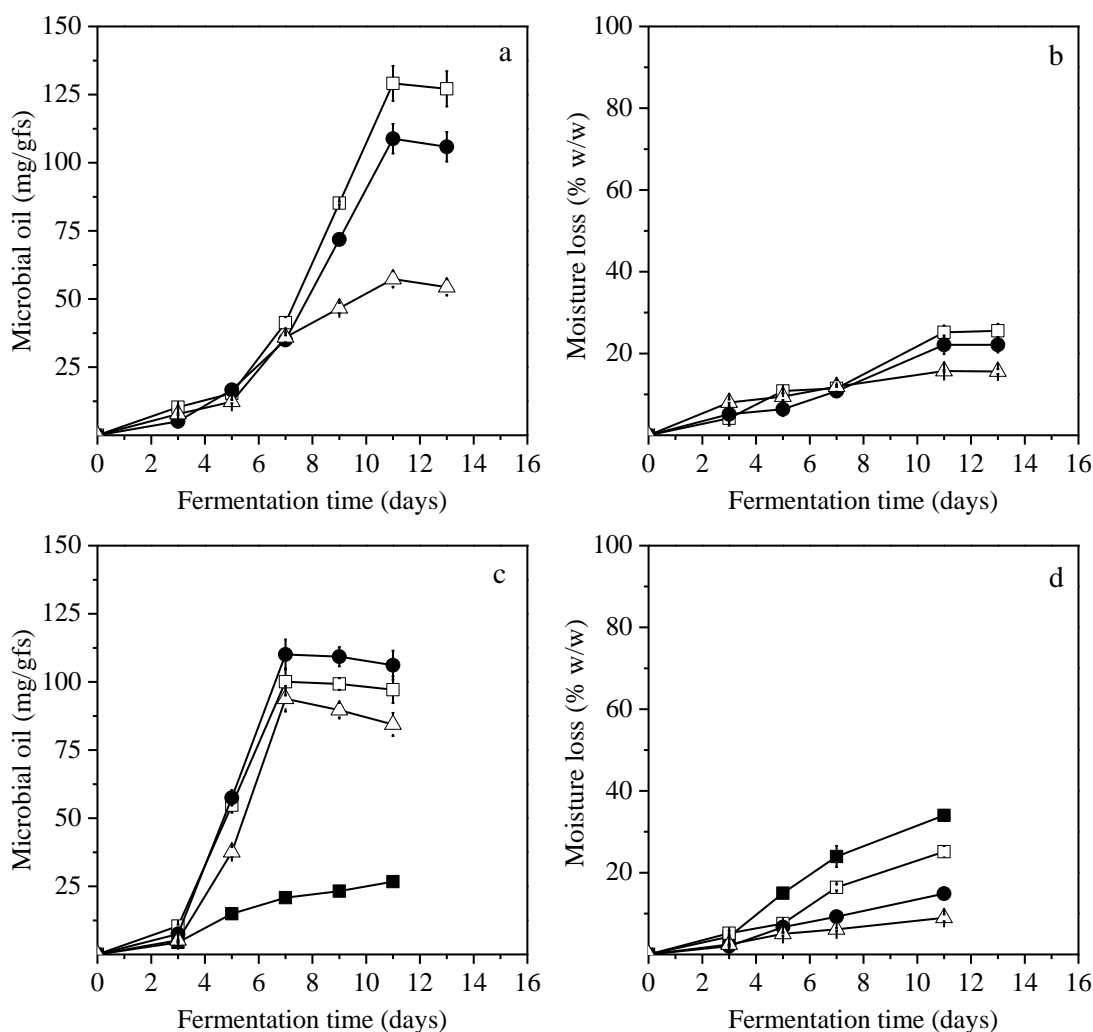 150
125
100
75
50
25
Microbial oil (mg/gfs)
a
0 2 4 6 8 10 12 14 16
Fermentation time (days)
100
80
60
40
20
Moisture loss (% w/w)
b
0 2 4 6 8 10 12 14 16
Fermentation time (days)
150
125
100
75
50
25
Microbial oil (mg/gfs)
c
0 2 4 6 8 10 12 14 16
Fermentation time (days)
100
80
60
40
20
Moisture loss (% w/w)
d
0 2 4 6 8 10 12 14 16
Fermentation time (days)